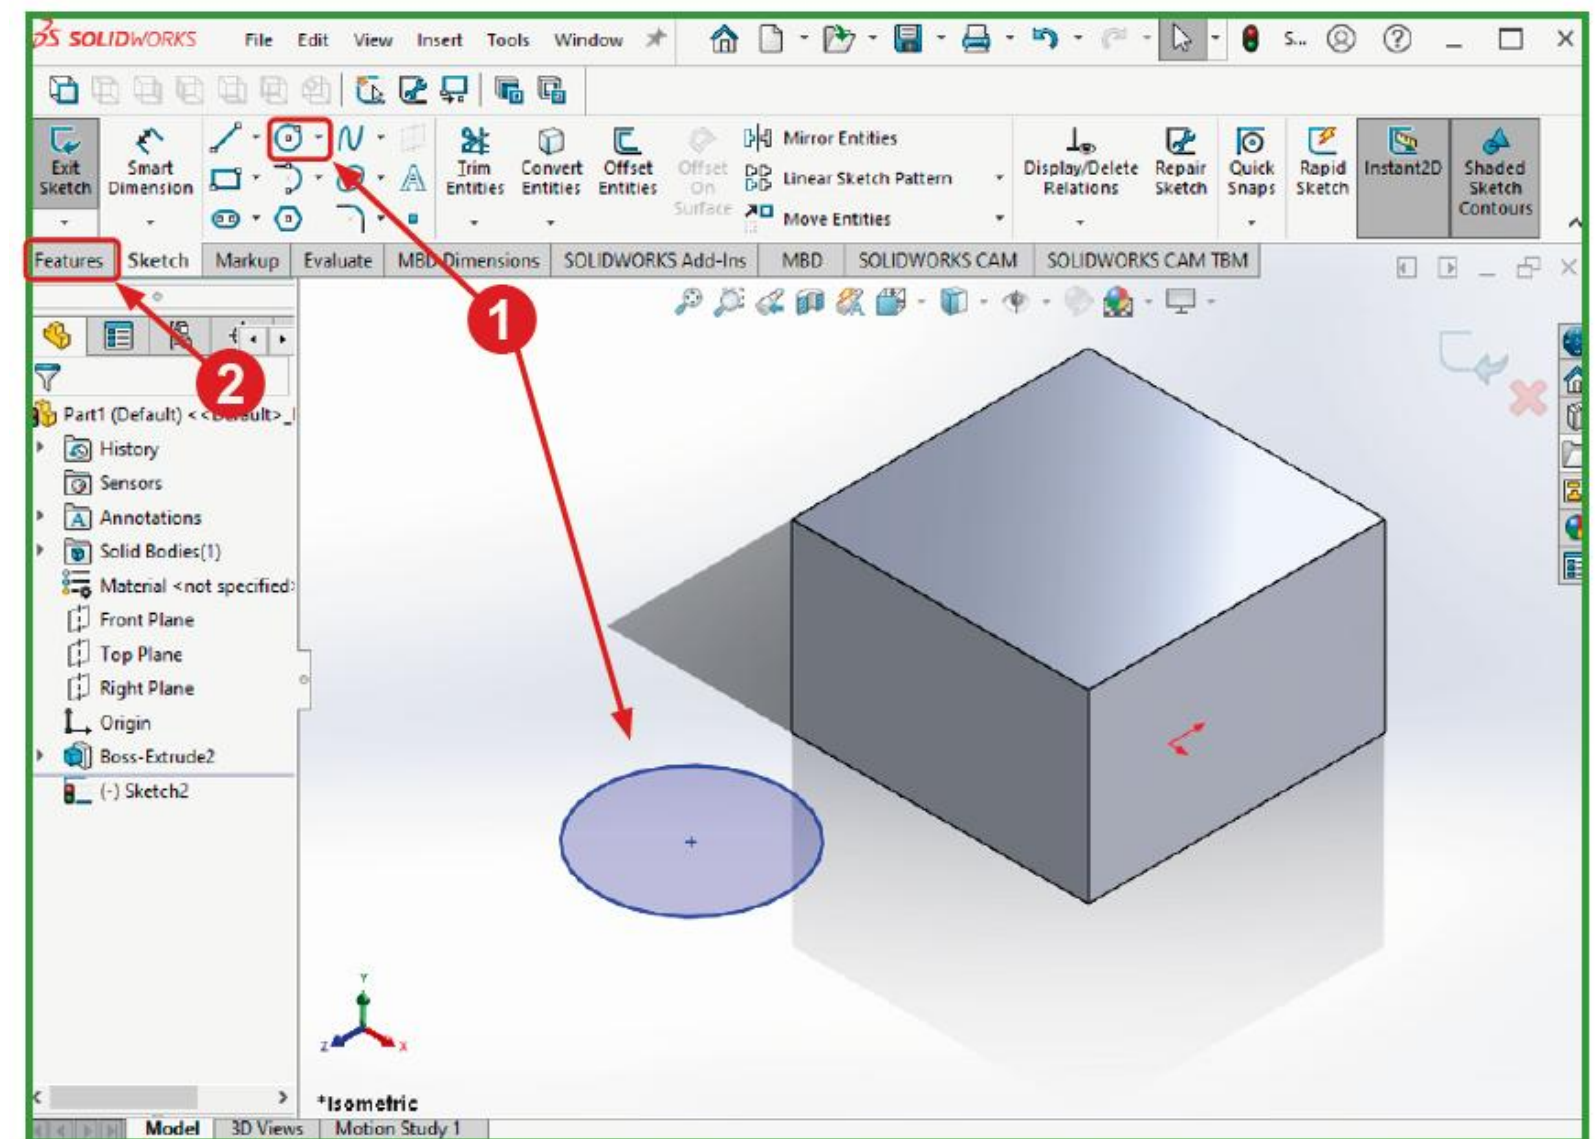 SOLIDWORKS File Edit View Insert Tools Window S...
Exit Sketch
Smart Dimension
Trim Entities
Convert Entities
Offset Entities
Offset On Surface
Mirror Entities
Linear Sketch Pattern
Move Entities
Display/Delete Relations
Repair Sketch
Quick Snaps
Rapid Sketch
Instant2D
Shaded Sketch Contours
Features Sketch Markup Evaluate MBD Dimensions SOLIDWORKS Add-Ins MBD SOLIDWORKS CAM SOLIDWORKS CAM TBM
1
2
Part1 (Default) <
History
Sensors
Annotations
Solid Bodies(1)
Material <not specified>
Front Plane
Top Plane
Right Plane
Origin
Boss-Extrude2
(-) Sketch2
Y
Z X
*Isometric
Model 3D Views Motion Study 1